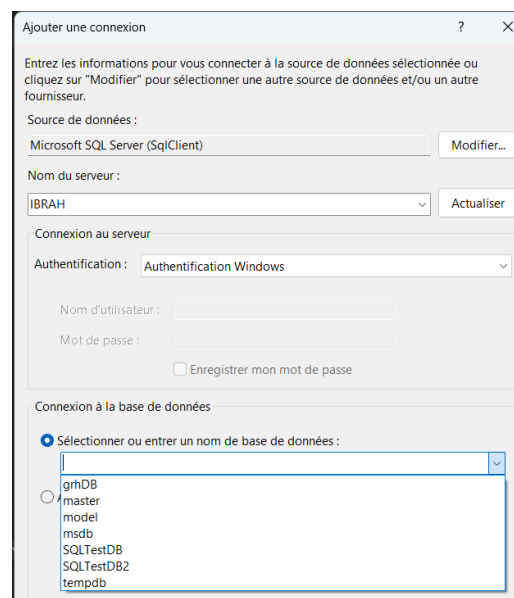 Ajouter une connexion
?
Entrez les informations pour vous connecter à la source de données sélectionnée ou
cliquez sur "Modifier" pour sélectionner une autre source de données et/ou un autre
fournisseur.
Source de données :
Microsoft SQL Server (SqlClient)
Modifier...
Nom du serveur :
IBRAH
Actualiser
Connexion au serveur
Authentification :
Authentification Windows
Nom d'utilisateur :
Mot de passe :
Enregistrer mon mot de passe
Connexion à la base de données
Sélectionner ou entrer un nom de base de données :
grhDB
master
model
msdb
SQLTestDB
SQLTestDB2
tempdb